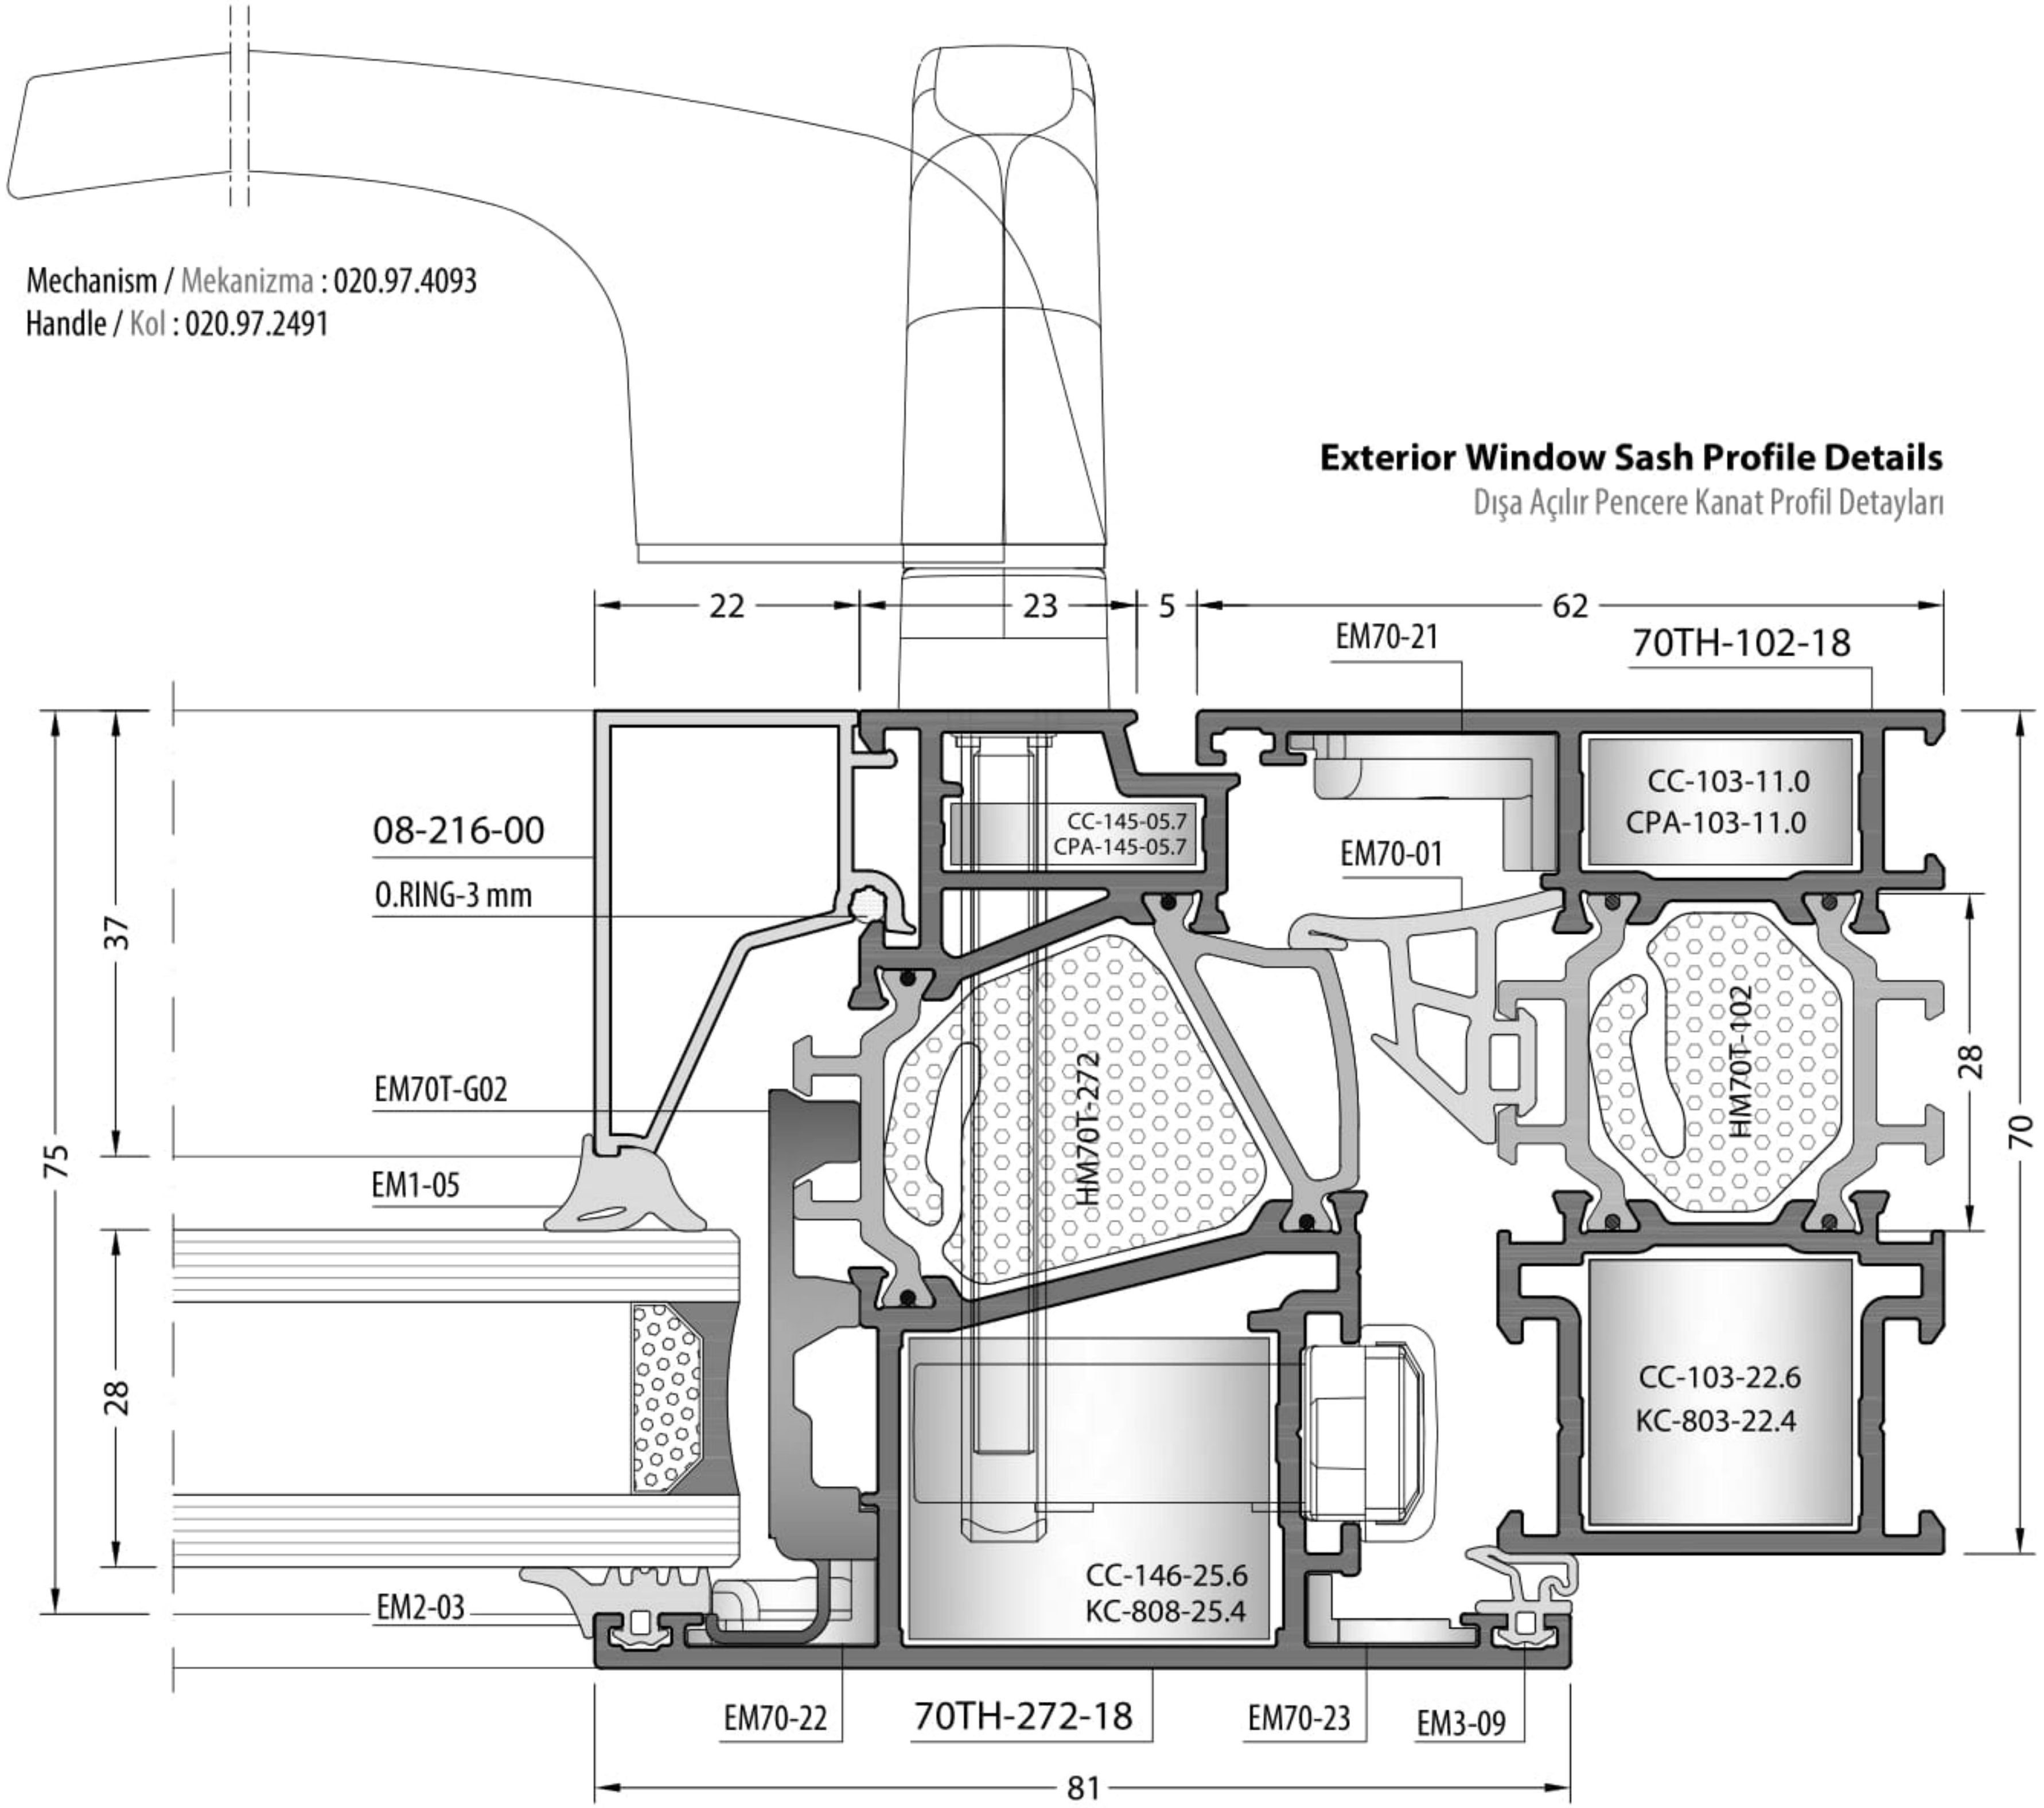 Mechanism / Mekanizma : 020.97.4093
Handle / Kol : 020.97.2491
Exterior Window Sash Profile Details
Dışa Açılır Pencere Kanat Profil Detayları
22
23
5
62
EM70-21
70TH-102-18
CC-103-11.0
CPA-103-11.0
CC-145-05.7
CPA-145-05.7
08-216-00
EM70-01
O.RING-3 mm
37
EM70T-G02
HM70T-272
HM70T-102
28
75
70
EM1-05
28
CC-103-22.6
KC-803-22.4
CC-146-25.6
KC-808-25.4
EM2-03
EM70-22
70TH-272-18
EM70-23
EM3-09
81